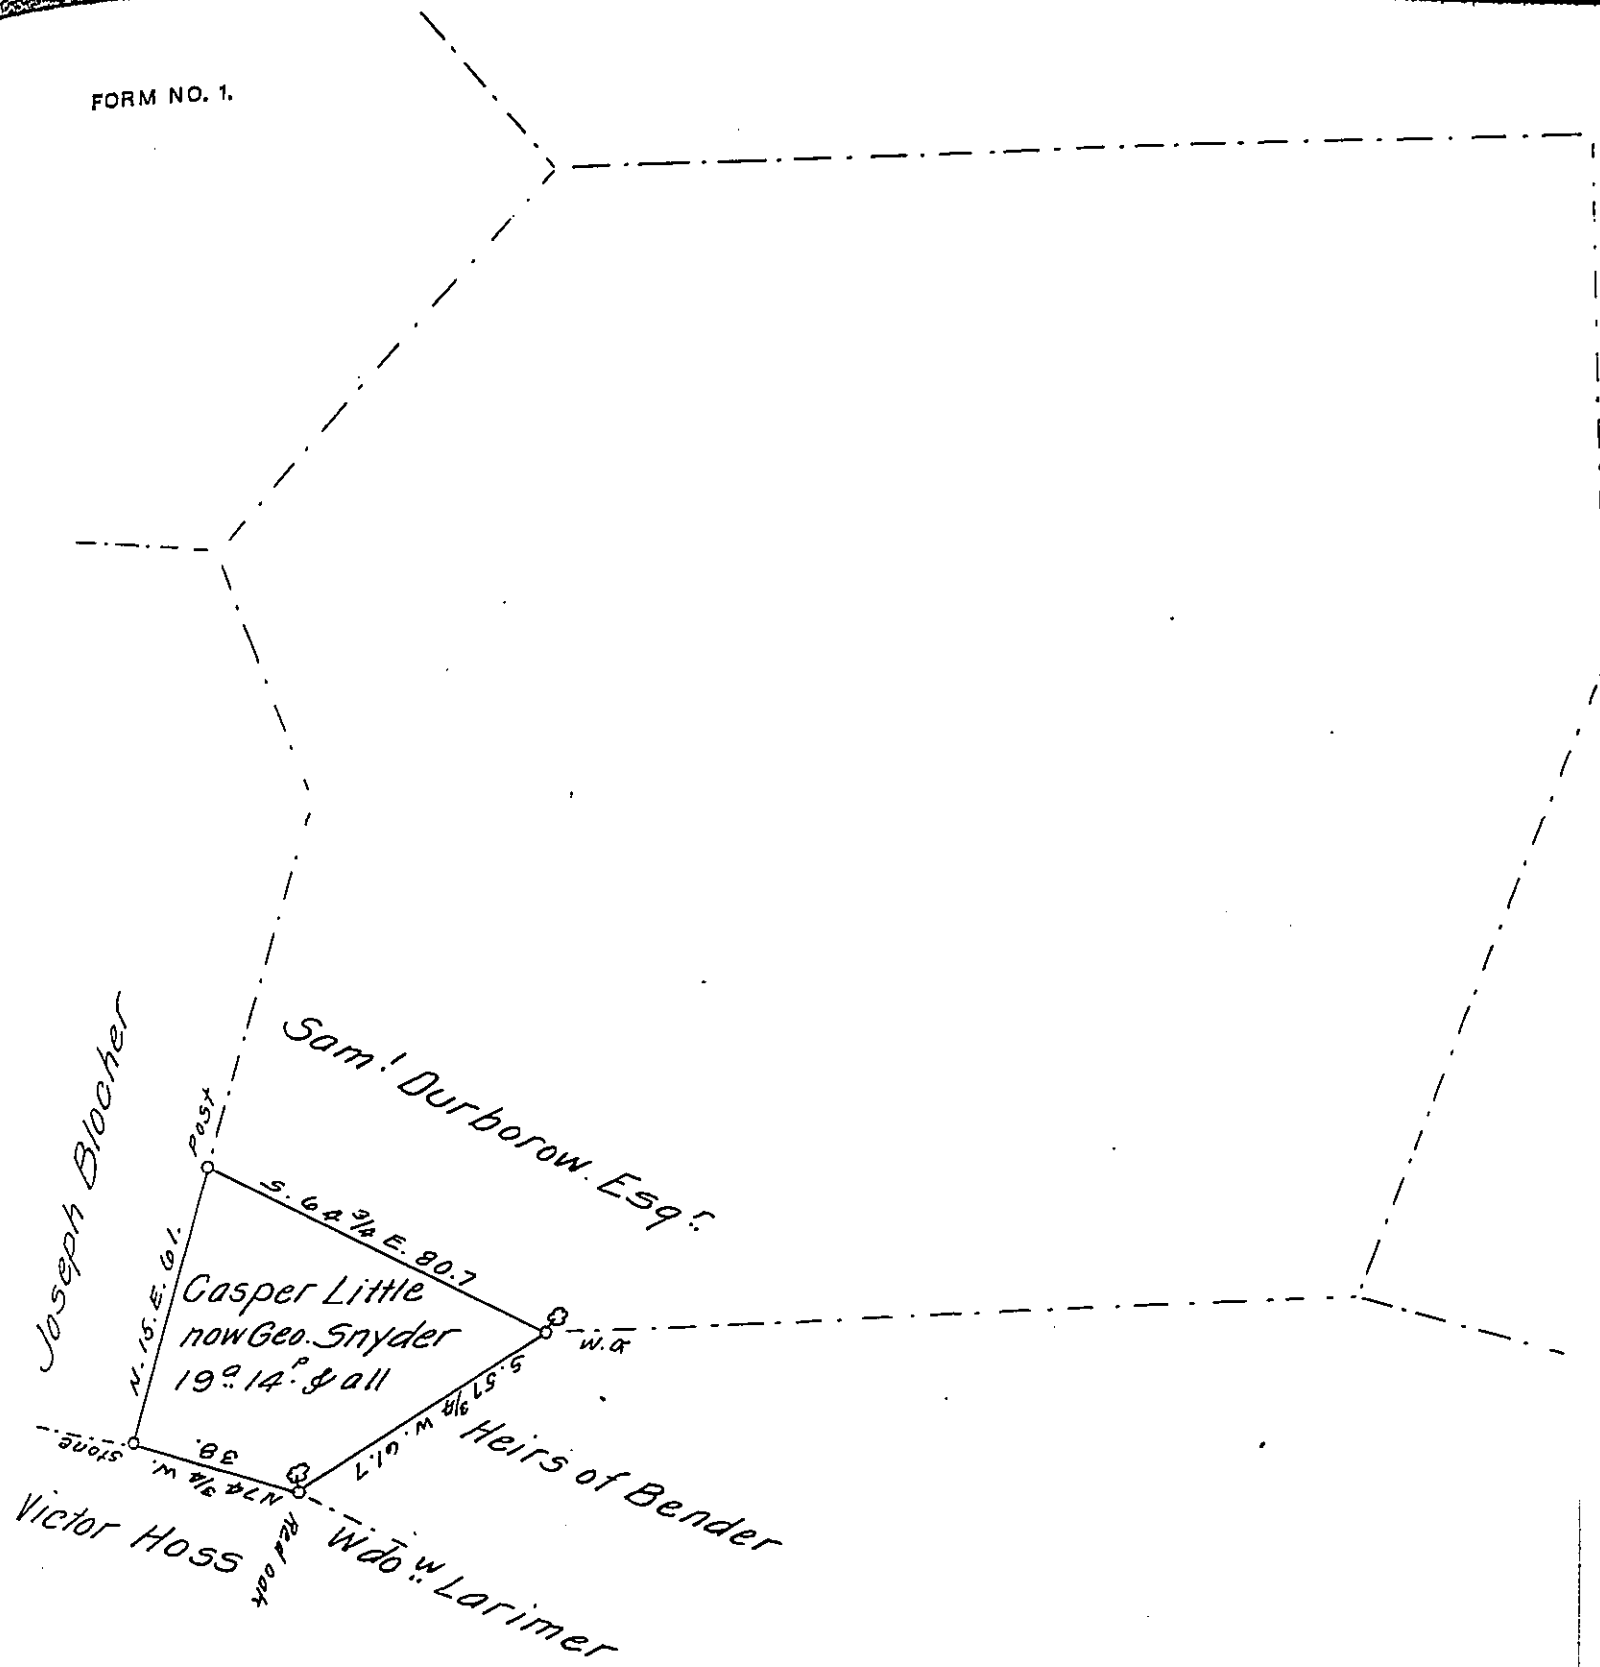 FORM NO. 1.
Joseph Blocher
Sam! Durborow. Esqr
Post
S. 64 3/4 E. 80.7
N. 15. E. 61.
Casper Little
now Geo. Snyder
19a 14p & all
W.O
S. 57 3/4 W. 61.7
Heirs of Bender
stone
N74 3/4 W. 38.
Red oak
Victor Hoss
Wdow Larimer